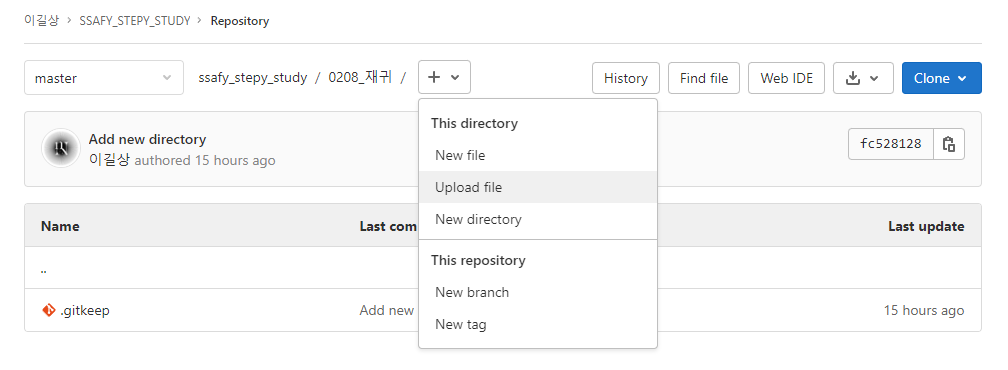 이길상 > SSAFY_STEPY_STUDY > Repository
master
ssafy_stepy_study / 0208_재귀 /
History
Find file
Web IDE
Clone
Add new directory
이길상 authored 15 hours ago
fc528128
This directory
New file
Upload file
New directory
This repository
New branch
New tag
Name
Last com
Last update
..
.gitkeep
Add new
15 hours ago